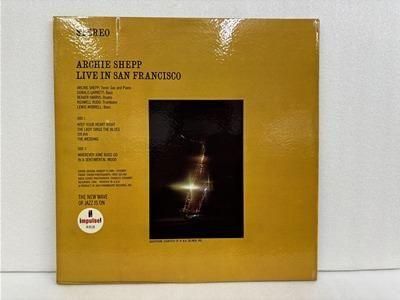 STEREO
ARCHIE SHEPP
LIVE IN SAN FRANCISCO
ARCHIE SHEPP: Tenor Sax and Piano
DONALD GARRETT: Bass
BEAVER HARRIS: Drums
ROSWELL RUDD: Trombone
LEWIS WORRELL: Bass
SIDE 1
KEEP YOUR HEART RIGHT
THE LADY SINGS THE BLUES
SYLVIA
THE WEDDING
SIDE 2
WHEREVER JUNE BUGS GO
IN A SENTIMENTAL MOOD
THE NEW WAVE
OF JAZZ IS ON
impulse!